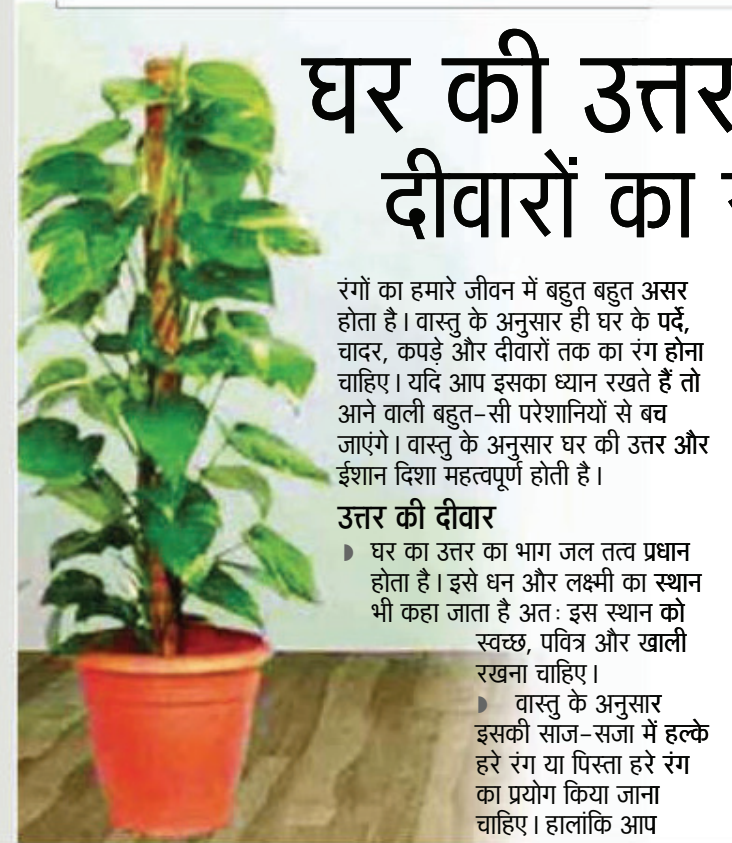 घर की उत्तर
दीवारों का
रंगों का हमारे जीवन में बहुत बहुत असर
होता है। वास्तु के अनुसार ही घर के पर्दे,
चादर, कपड़े और दीवारों तक का रंग होना
चाहिए। यदि आप इसका ध्यान रखते हैं तो
आने वाली बहुत-सी परेशानियों से बच
जाएंगे। वास्तु के अनुसार घर की उत्तर और
ईशान दिशा महत्वपूर्ण होती है।
उत्तर की दीवार
घर का उत्तर का भाग जल तत्व प्रधान
होता है। इसे धन और लक्ष्मी का स्थान
भी कहा जाता है अतः इस स्थान को
स्वच्छ, पवित्र और खाली
रखना चाहिए।
वास्तु के अनुसार
इसकी साज-सजा में हल्के
हरे रंग या पिस्ता हरे रंग
का प्रयोग किया जाना
चाहिए। हालांकि आप